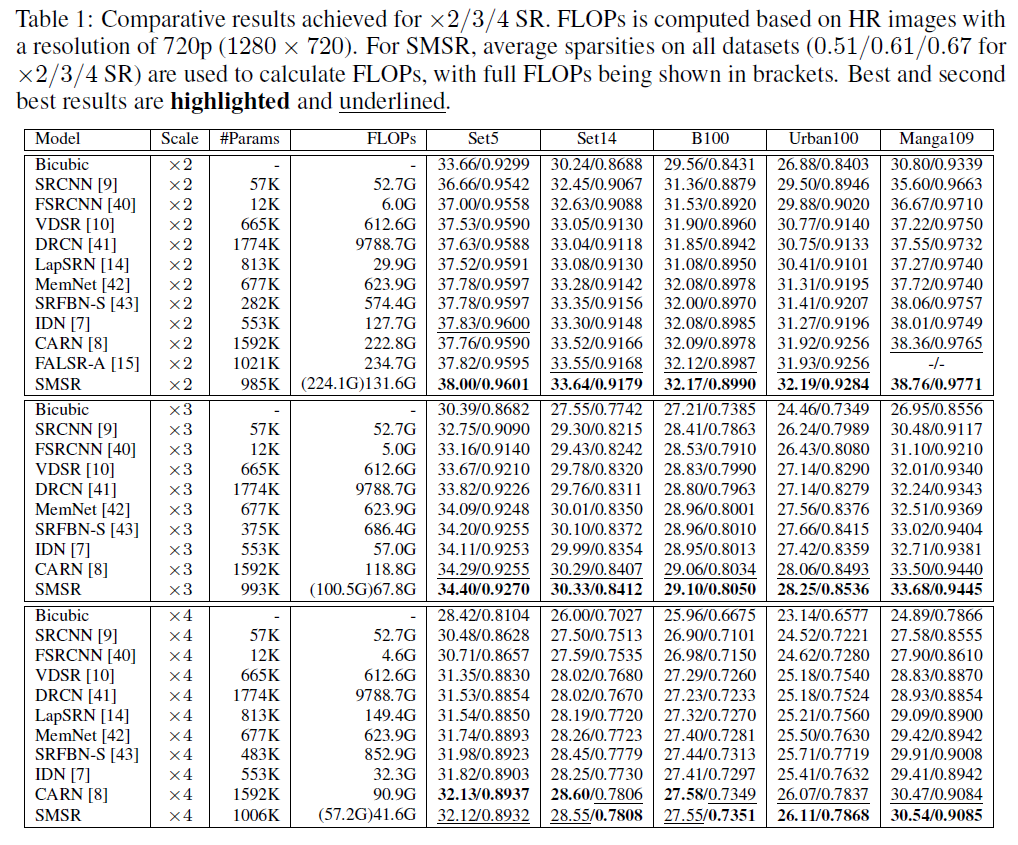 Table 1: Comparative results achieved for ×2/3/4 SR. FLOPs is computed based on HR images with
a resolution of 720p (1280 × 720). For SMSR, average sparsities on all datasets (0.51/0.61/0.67 for
×2/3/4 SR) are used to calculate FLOPs, with full FLOPs being shown in brackets. Best and second
best results are highlighted and underlined.
Model Scale #Params FLOPs Set5 Set14 B100 Urban100 Manga109
Bicubic ×2 - - 33.66/0.9299 30.24/0.8688 29.56/0.8431 26.88/0.8403 30.80/0.9339
SRCNN [9] ×2 57K 52.7G 36.66/0.9542 32.45/0.9067 31.36/0.8879 29.50/0.8946 35.60/0.9663
FSRCNN [40] ×2 12K 6.0G 37.00/0.9558 32.63/0.9088 31.53/0.8920 29.88/0.9020 36.67/0.9710
VDSR [10] ×2 665K 612.6G 37.53/0.9590 33.05/0.9130 31.90/0.8960 30.77/0.9140 37.22/0.9750
DRCN [41] ×2 1774K 9788.7G 37.63/0.9588 33.04/0.9118 31.85/0.8942 30.75/0.9133 37.55/0.9732
LapSRN [14] ×2 813K 29.9G 37.52/0.9591 33.08/0.9130 31.08/0.8950 30.41/0.9101 37.27/0.9740
MemNet [42] ×2 677K 623.9G 37.78/0.9597 33.28/0.9142 32.08/0.8978 31.31/0.9195 37.72/0.9740
SRFBN-S [43] ×2 282K 574.4G 37.78/0.9597 33.35/0.9156 32.00/0.8970 31.41/0.9207 38.06/0.9757
IDN [7] ×2 553K 127.7G 37.83/0.9600 33.30/0.9148 32.08/0.8985 31.27/0.9196 38.01/0.9749
CARN [8] ×2 1592K 222.8G 37.76/0.9590 33.52/0.9166 32.09/0.8978 31.92/0.9256 38.36/0.9765
FALSR-A [15] ×2 1021K 234.7G 37.82/0.9595 33.55/0.9168 32.12/0.8987 31.93/0.9256 -/-
SMSR ×2 985K (224.1G)131.6G 38.00/0.9601 33.64/0.9179 32.17/0.8990 32.19/0.9284 38.76/0.9771
Bicubic ×3 - - 30.39/0.8682 27.55/0.7742 27.21/0.7385 24.46/0.7349 26.95/0.8556
SRCNN [9] ×3 57K 52.7G 32.75/0.9090 29.30/0.8215 28.41/0.7863 26.24/0.7989 30.48/0.9117
FSRCNN [40] ×3 12K 5.0G 33.16/0.9140 29.43/0.8242 28.53/0.7910 26.43/0.8080 31.10/0.9210
VDSR [10] ×3 665K 612.6G 33.67/0.9210 29.78/0.8320 28.83/0.7990 27.14/0.8290 32.01/0.9340
DRCN [41] ×3 1774K 9788.7G 33.82/0.9226 29.76/0.8311 28.80/0.7963 27.14/0.8279 32.24/0.9343
MemNet [42] ×3 677K 623.9G 34.09/0.9248 30.01/0.8350 28.96/0.8001 27.56/0.8376 32.51/0.9369
SRFBN-S [43] ×3 375K 686.4G 34.20/0.9255 30.10/0.8372 28.96/0.8010 27.66/0.8415 33.02/0.9404
IDN [7] ×3 553K 57.0G 34.11/0.9253 29.99/0.8354 28.95/0.8013 27.42/0.8359 32.71/0.9381
CARN [8] ×3 1592K 118.8G 34.29/0.9255 30.29/0.8407 29.06/0.8034 28.06/0.8493 33.50/0.9440
SMSR ×3 993K (100.5G)67.8G 34.40/0.9270 30.33/0.8412 29.10/0.8050 28.25/0.8536 33.68/0.9445
Bicubic ×4 - - 28.42/0.8104 26.00/0.7027 25.96/0.6675 23.14/0.6577 24.89/0.7866
SRCNN [9] ×4 57K 52.7G 30.48/0.8628 27.50/0.7513 26.90/0.7101 24.52/0.7221 27.58/0.8555
FSRCNN [40] ×4 12K 4.6G 30.71/0.8657 27.59/0.7535 26.98/0.7150 24.62/0.7280 27.90/0.8610
VDSR [10] ×4 665K 612.6G 31.35/0.8830 28.02/0.7680 27.29/0.7260 25.18/0.7540 28.83/0.8870
DRCN [41] ×4 1774K 9788.7G 31.53/0.8854 28.02/0.7670 27.23/0.7233 25.18/0.7524 28.93/0.8854
LapSRN [14] ×4 813K 149.4G 31.54/0.8850 28.19/0.7720 27.32/0.7270 25.21/0.7560 29.09/0.8900
MemNet [42] ×4 677K 623.9G 31.74/0.8893 28.26/0.7723 27.40/0.7281 25.50/0.7630 29.42/0.8942
SRFBN-S [43] ×4 483K 852.9G 31.98/0.8923 28.45/0.7779 27.44/0.7313 25.71/0.7719 29.91/0.9008
IDN [7] ×4 553K 32.3G 31.82/0.8903 28.25/0.7730 27.41/0.7297 25.41/0.7632 29.41/0.8942
CARN [8] ×4 1592K 90.9G 32.13/0.8937 28.60/0.7806 27.58/0.7349 26.07/0.7837 30.47/0.9084
SMSR ×4 1006K (57.2G)41.6G 32.12/0.8932 28.55/0.7808 27.55/0.7351 26.11/0.7868 30.54/0.9085